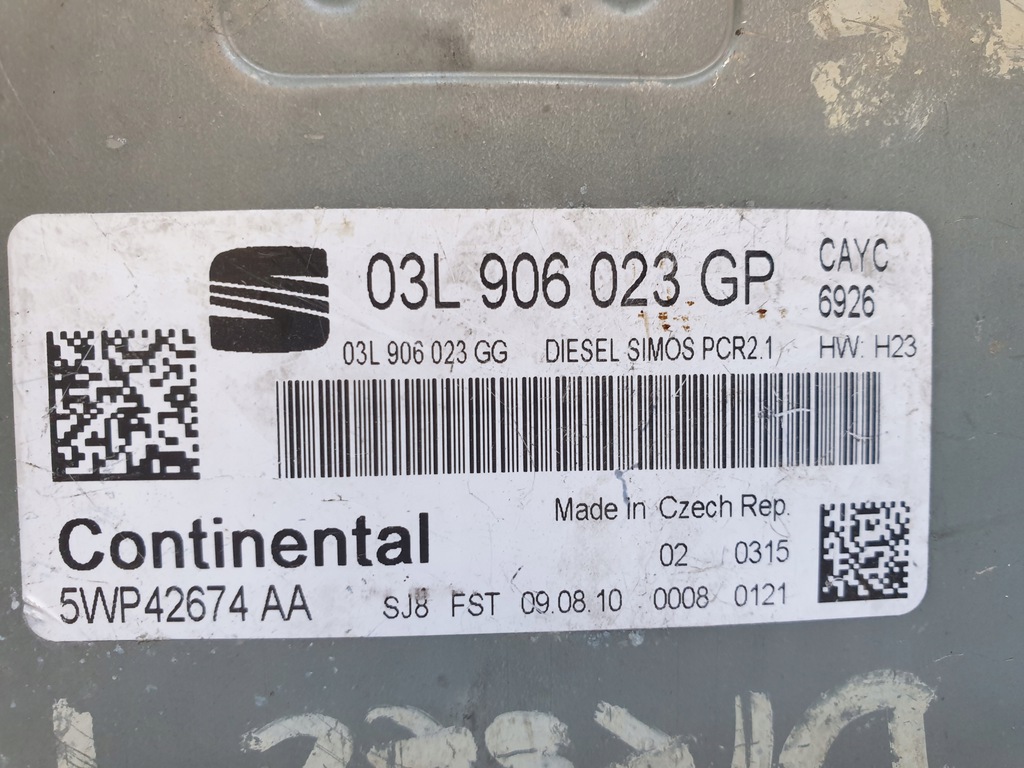 03L 906 023 GP
CAYC
6926
03L 906 023 GG DIESEL SIMOS PCR2.1 HW: H23
Made in Czech Rep.
Continental
02 0315
5WP42674 AA SJ8 FST 09.08.10 0008 0121